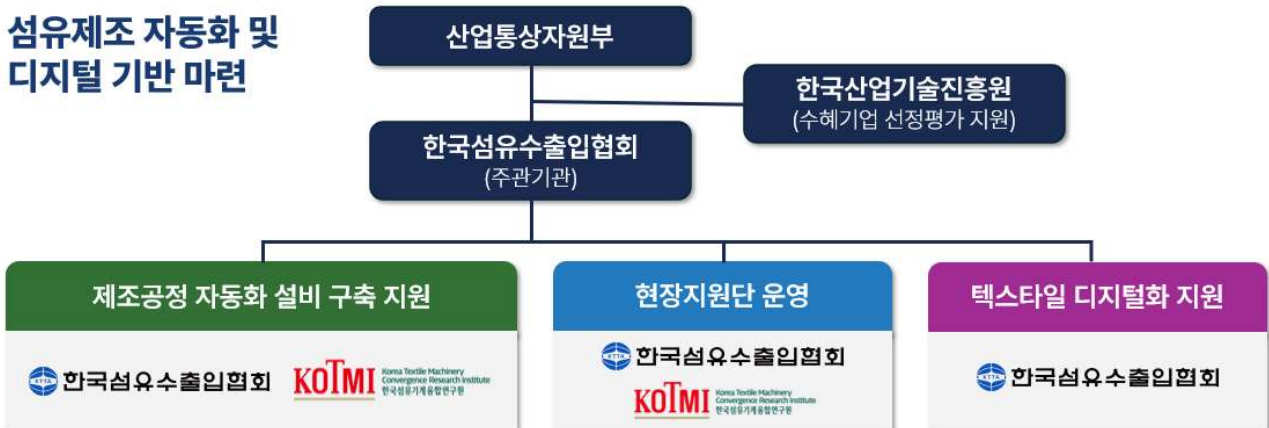 섬유제조 자동화 및
디지털 기반 마련
산업통상자원부
한국산업기술진흥원
(수혜기업 선정평가 지원)
한국섬유수출입협회
(주관기관)
제조공정 자동화 설비 구축 지원
KTTA 한국섬유수출입협회
KOTMI Korea Textile Machinery
Convergence Research Institute
한국섬유기계융합연구원
현장지원단 운영
KTTA 한국섬유수출입협회
KOTMI Korea Textile Machinery
Convergence Research Institute
한국섬유기계융합연구원
텍스타일 디지털화 지원
KTTA 한국섬유수출입협회